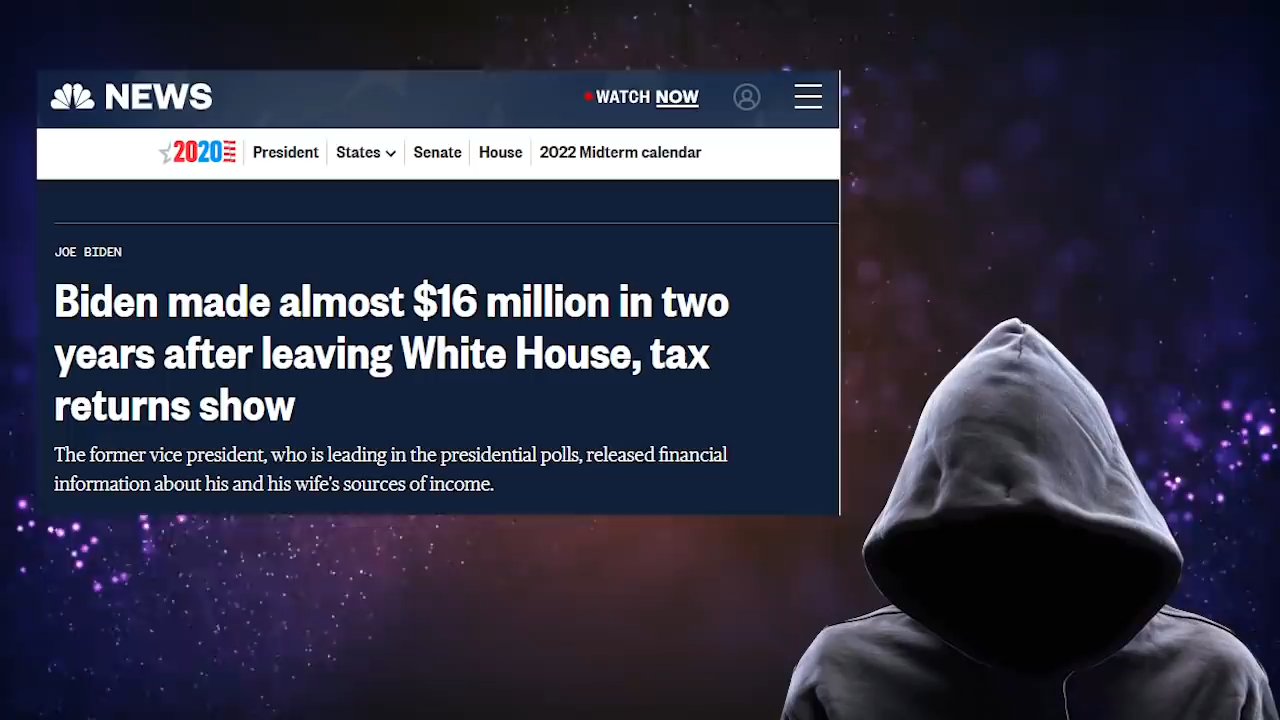 NEWS
WATCH NOW
2020 President States Senate House 2022 Midterm calendar
JOE BIDEN
Biden made almost $16 million in two
years after leaving White House, tax
returns show
The former vice president, who is leading in the presidential polls, released financial
information about his and his wife's sources of income.